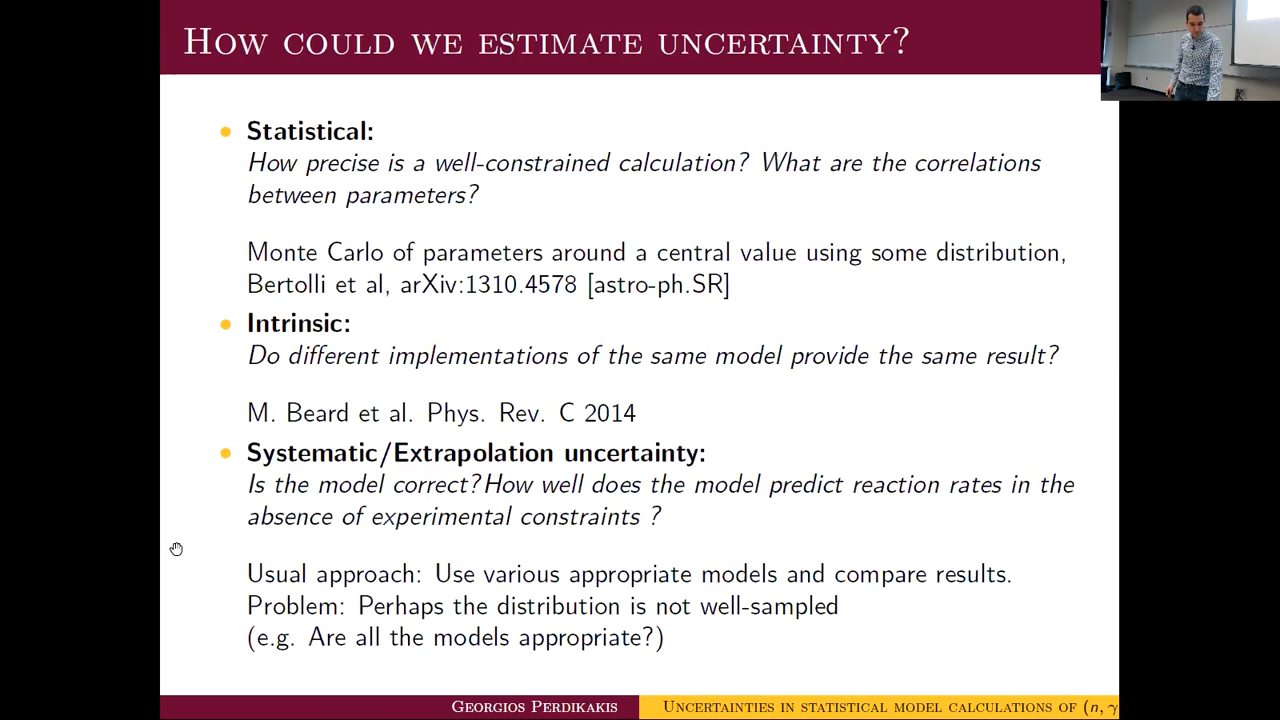 How could we estimate uncertainty?
Statistical:
How precise is a well-constrained calculation? What are the correlations
between parameters?
Monte Carlo of parameters around a central value using some distribution,
Bertolli et al, arXiv:1310.4578 [astro-ph.SR]
Intrinsic:
Do different implementations of the same model provide the same result?
M. Beard et al. Phys. Rev. C 2014
Systematic/Extrapolation uncertainty:
Is the model correct?How well does the model predict reaction rates in the
absence of experimental constraints ?
Usual approach: Use various appropriate models and compare results.
Problem: Perhaps the distribution is not well-sampled
(e.g. Are all the models appropriate?)
Georgios Perdikakis Uncertainties in statistical model calculations of (n, γ